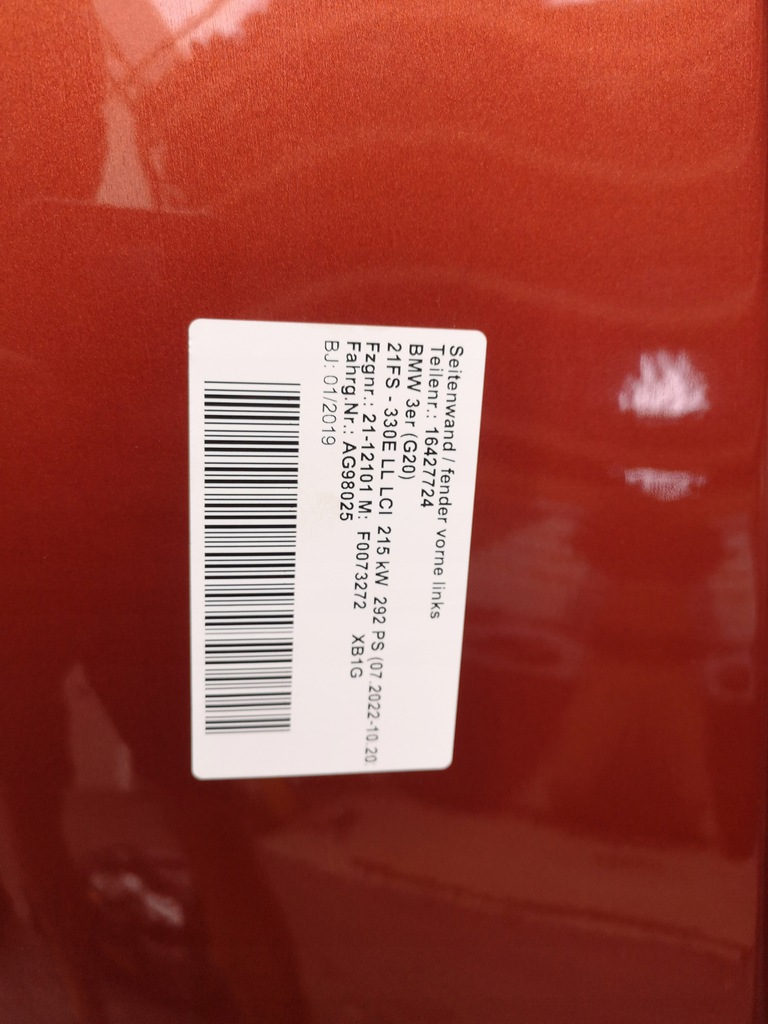 Seitenwand / fender vorne links
Teilenr.: 16427724
BMW 3er (G20)
21FS - 330E LL LCI 215 kW 292 PS (07.2022-10.20
Fzgnr.: 21-12101 M: F0073272 XB1G
Fahrg.Nr.: AG98025
BJ: 01/2019